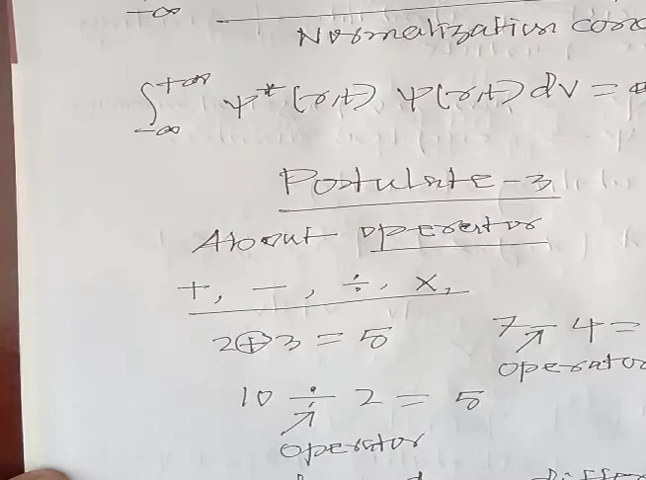 -∞
Normalization con
∫_{-∞}^{+∞} ψ*(r,t) ψ(r,t) dv =
Postulate-3
About operator
+, -, ÷, ×,
2 ⊕ 3 = 5 7 - 4 =
operator
10 ÷ 2 = 5
operator